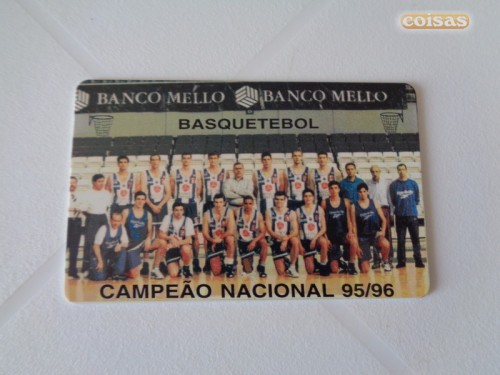 coisas
BANCO MELLO BANCO MELLO
BASQUETEBOL
CAMPEÃO NACIONAL 95/96